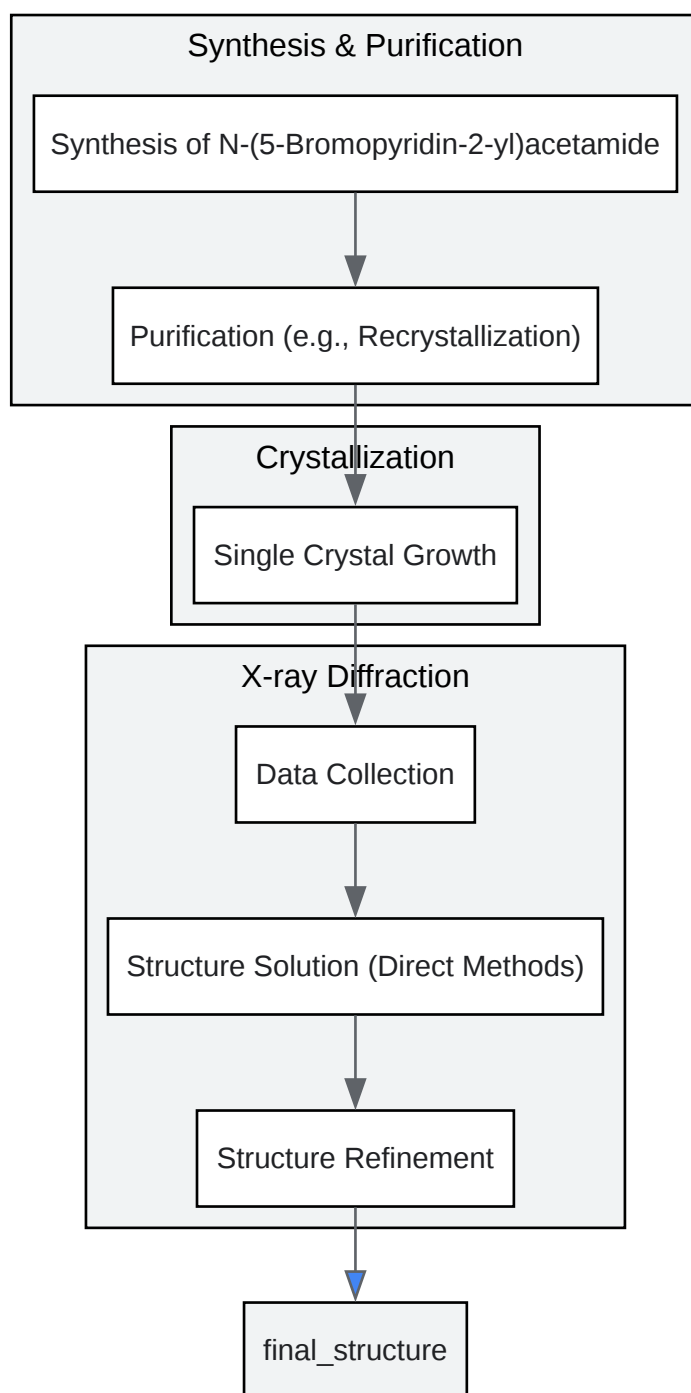 Synthesis & Purification
Synthesis of N-(5-Bromopyridin-2-yl)acetamide
Purification (e.g., Recrystallization)
Crystallization
Single Crystal Growth
X-ray Diffraction
Data Collection
Structure Solution (Direct Methods)
Structure Refinement
final_structure